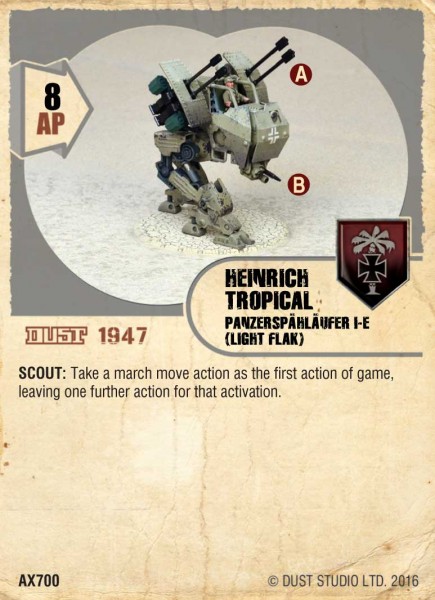 8
AP
A
B
HEINRICH
TROPICAL
PANZERSPÄHLÄUFER I-E
(LIGHT FLAK)
DUST 1947
SCOUT: Take a march move action as the first action of game,
leaving one further action for that activation.
AX700 © DUST STUDIO LTD. 2016